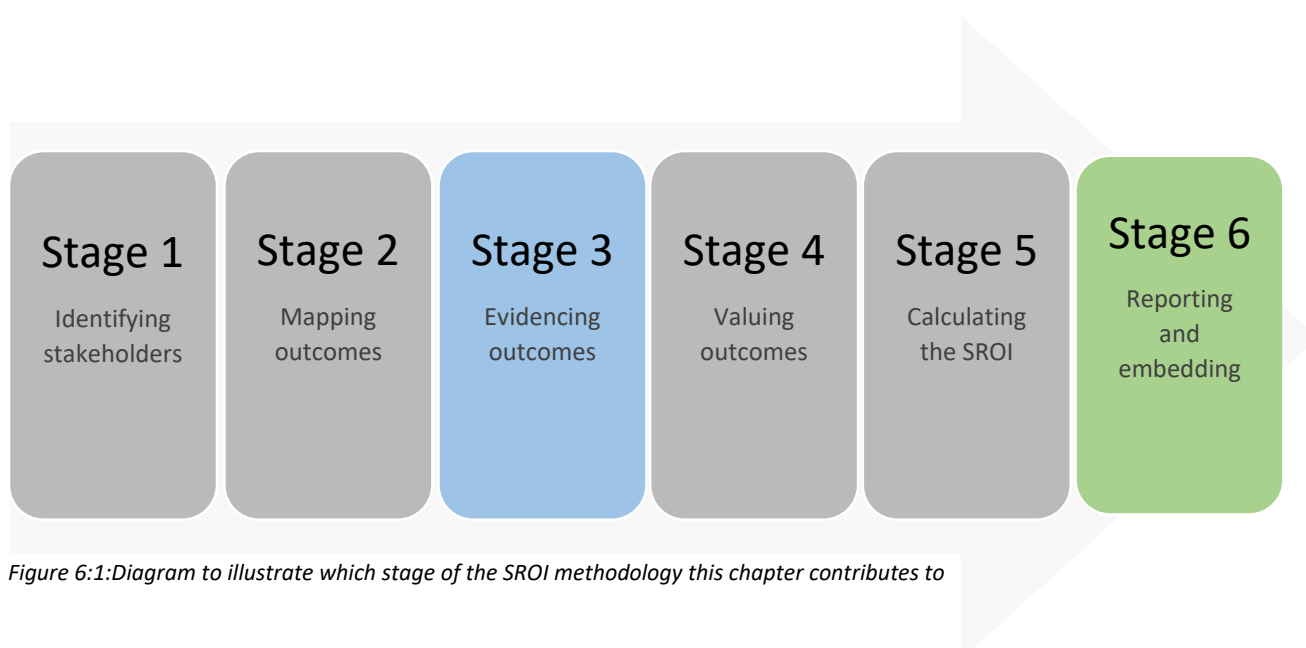 Stage 1
Identifying
stakeholders
Stage 2
Mapping
outcomes
Stage 3
Evidencing
outcomes
Stage 4
Valuing
outcomes
Stage 5
Calculating
the SROI
Stage 6
Reporting
and
embedding
Figure 6:1:Diagram to illustrate which stage of the SROI methodology this chapter contributes to